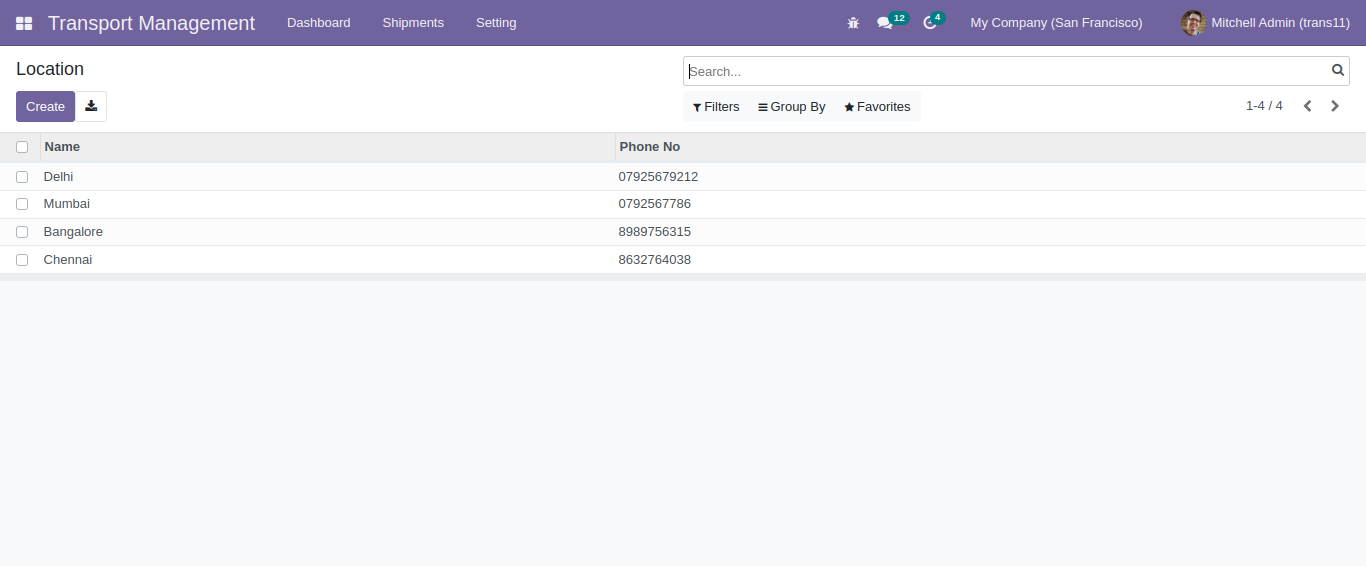 Transport Management Dashboard Shipments Setting 12 4 My Company (San Francisco) Mitchell Admin (trans11)
Location
Search...
Create Filters Group By Favorites 1-4 / 4
Name Phone No
Delhi 07925679212
Mumbai 0792567786
Bangalore 8989756315
Chennai 8632764038